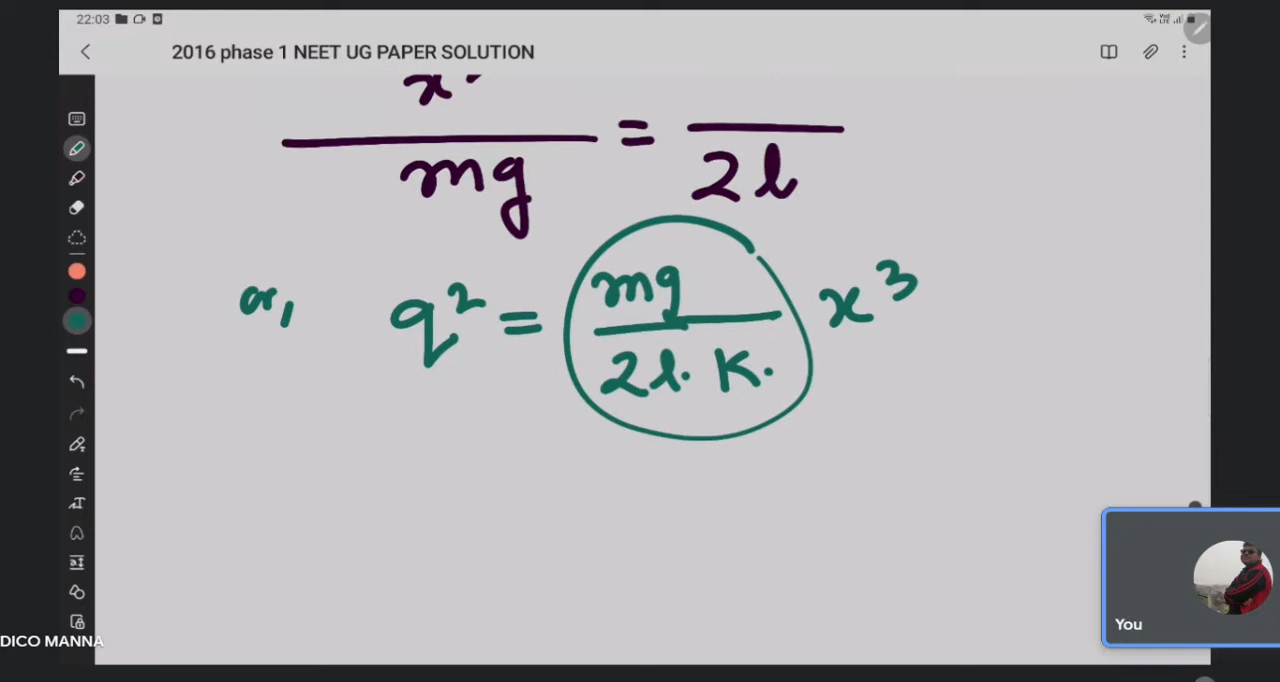 22:03
2016 phase 1 NEET UG PAPER SOLUTION
x
mg = 2l
or, q² = mg / 2l. K. x³
You
DICO MANNA